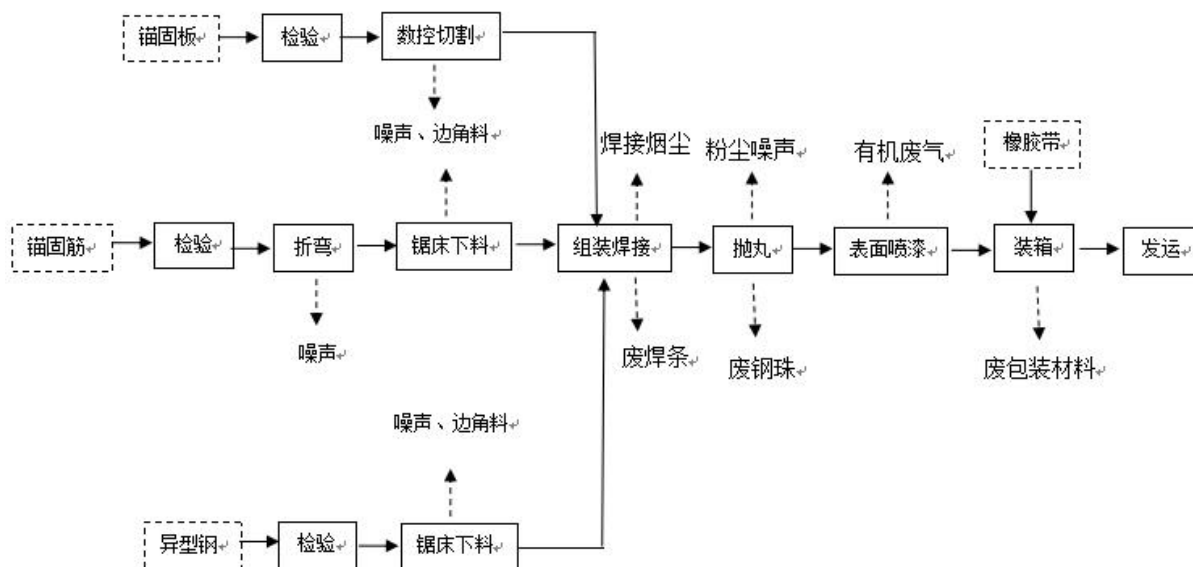 锚固板
检验
数控切割
噪声、边角料
焊接烟尘
粉尘噪声
有机废气
橡胶带
锚固筋
检验
折弯
锯床下料
组装焊接
抛丸
表面喷漆
装箱
发运
噪声
废焊条
废钢珠
废包装材料
噪声、边角料
异型钢
检验
锯床下料